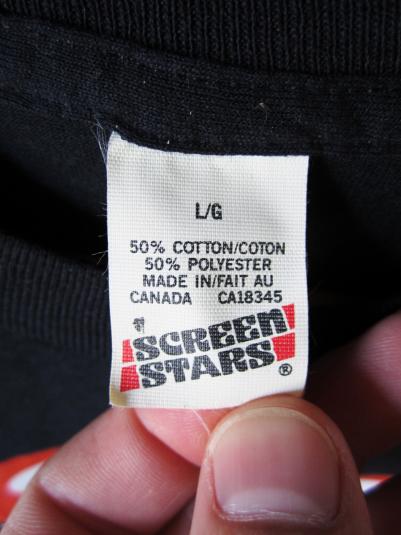 L/G
50% COTTON/COTON
50% POLYESTER
MADE IN/FAIT AU
CANADA CA18345
SCREEN
STARS®